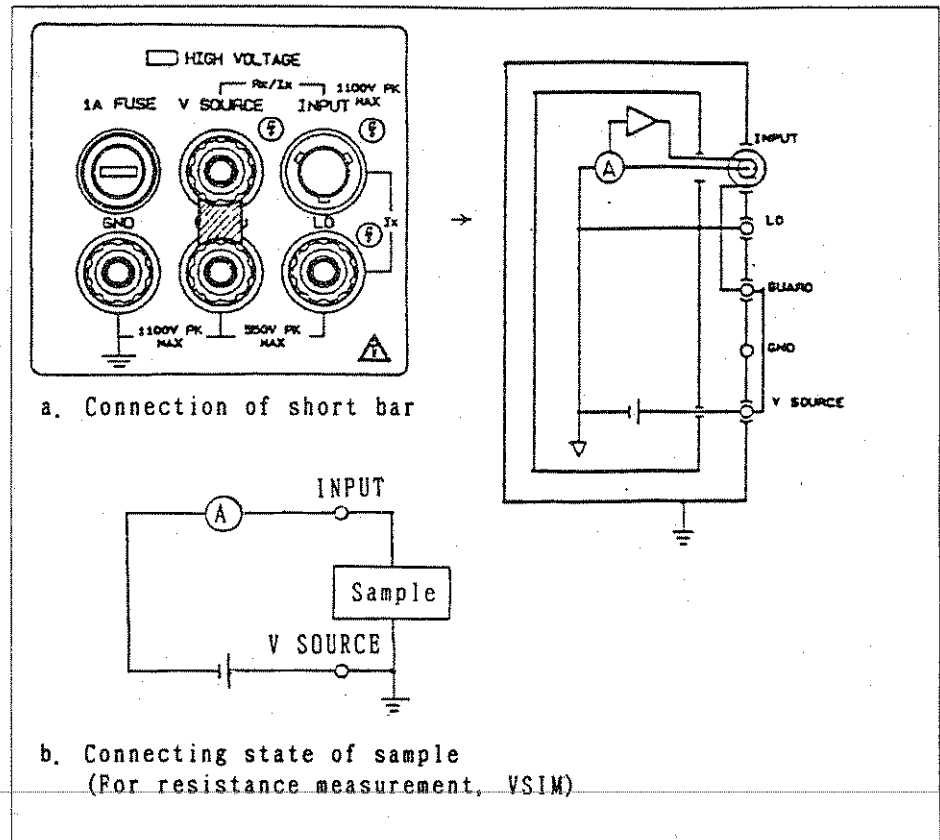 HIGH VOLTAGE
Rx/Ix 1100V PK MAX
1A FUSE V SOURCE INPUT
GND LO
Ix
1100V PK MAX 550V PK MAX
a. Connection of short bar
A
INPUT
LO
GUARD
GND
V SOURCE
INPUT
A
Sample
V SOURCE
b. Connecting state of sample
(For resistance measurement, VSIM)